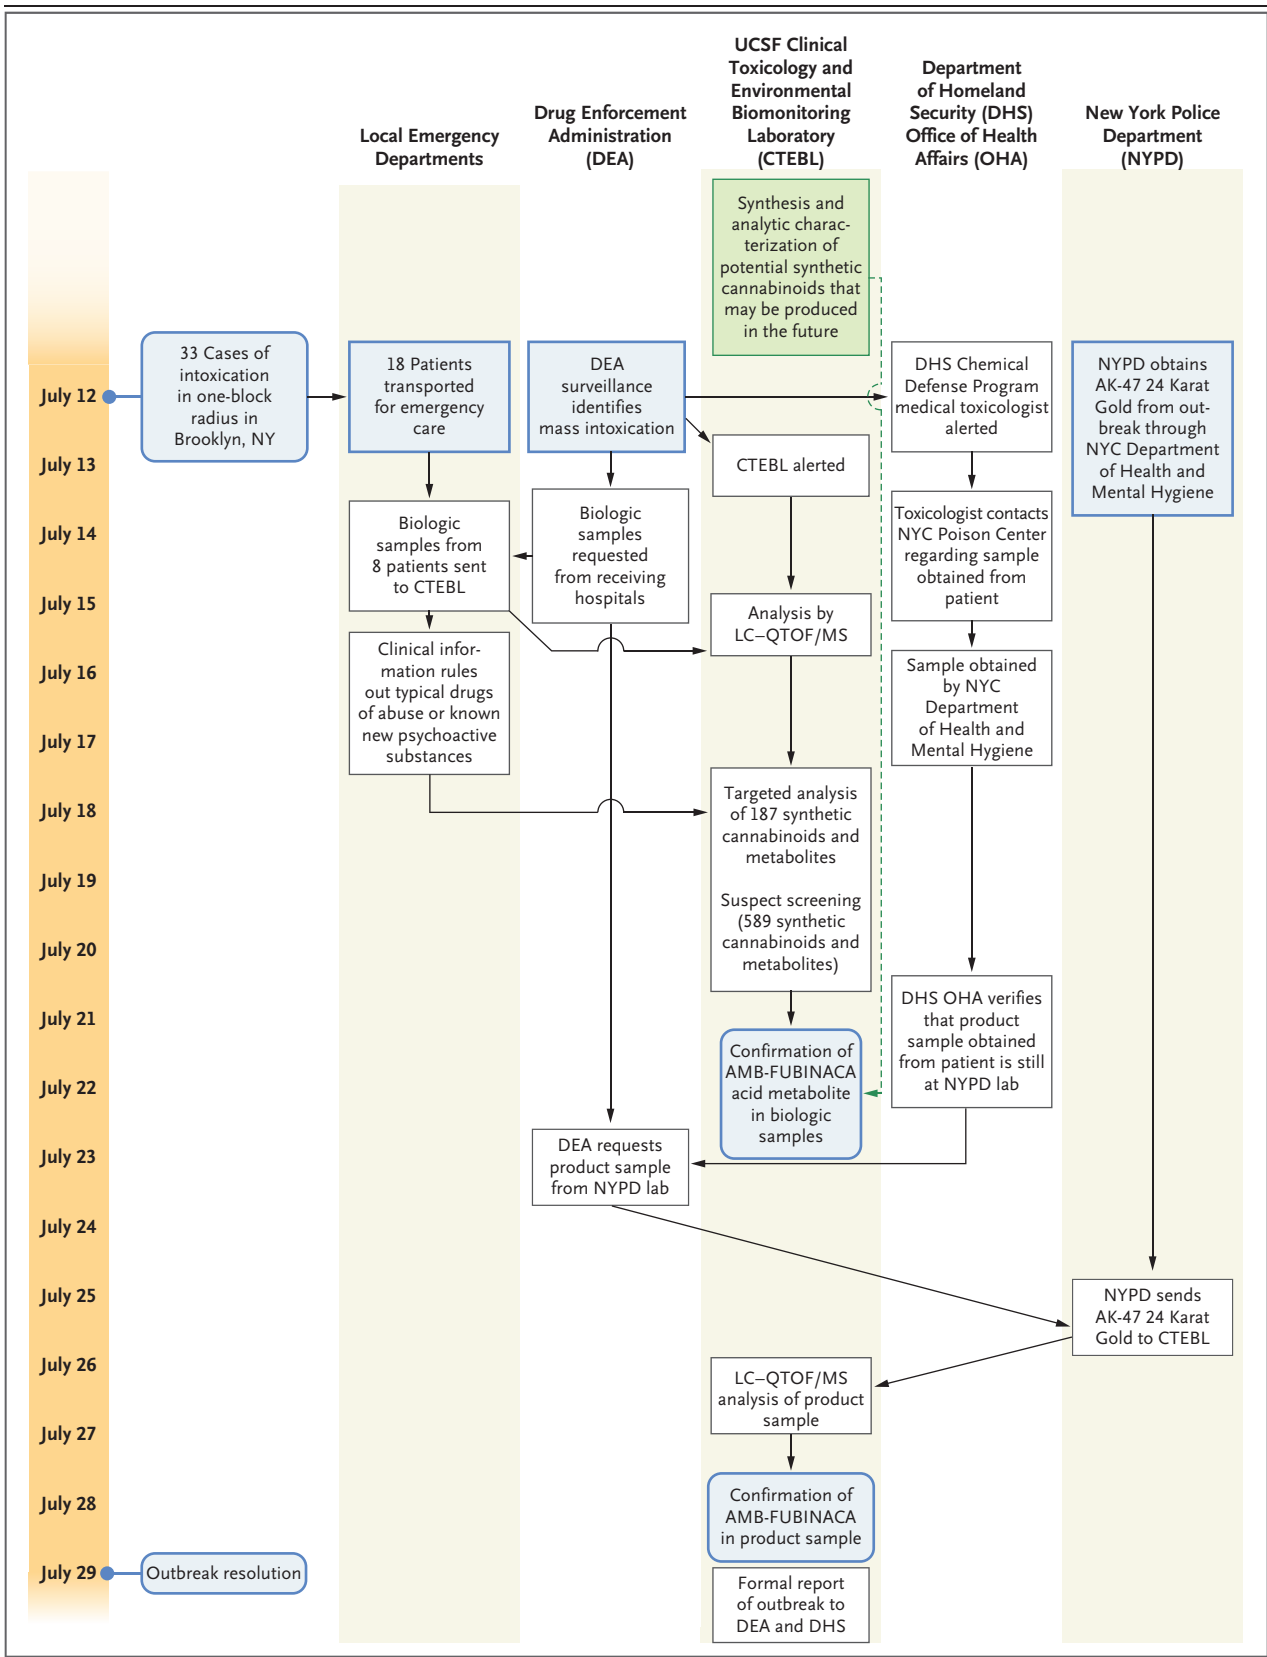 Local Emergency
Departments
Drug Enforcement
Administration
(DEA)
UCSF Clinical
Toxicology and
Environmental
Biomonitoring
Laboratory
(CTEBL)
Department
of Homeland
Security (DHS)
Office of Health
Affairs (OHA)
New York Police
Department
(NYPD)
Synthesis and
analytic charac-
terization of
potential synthetic
cannabinoids that
may be produced
in the future
July 12
33 Cases of
intoxication
in one-block
radius in
Brooklyn, NY
18 Patients
transported
for emergency
care
DEA
surveillance
identifies
mass intoxication
DHS Chemical
Defense Program
medical toxicologist
alerted
NYPD obtains
AK-47 24 Karat
Gold from out-
break through
NYC Department
of Health and
Mental Hygiene
July 13
CTEBL alerted
July 14
Biologic
samples from
8 patients sent
to CTEBL
Biologic
samples
requested
from receiving
hospitals
Toxicologist contacts
NYC Poison Center
regarding sample
obtained from
patient
July 15
Analysis by
LC–QTOF/MS
July 16
Clinical infor-
mation rules
out typical drugs
of abuse or known
new psychoactive
substances
Sample obtained
by NYC
Department
of Health and
Mental Hygiene
July 17
July 18
Targeted analysis
of 187 synthetic
cannabinoids and
metabolites
July 19
Suspect screening
(589 synthetic
cannabinoids and
metabolites)
July 20
July 21
DHS OHA verifies
that product
sample obtained
from patient is still
at NYPD lab
July 22
Confirmation of
AMB-FUBINACA
acid metabolite
in biologic
samples
July 23
DEA requests
product sample
from NYPD lab
July 24
July 25
NYPD sends
AK-47 24 Karat
Gold to CTEBL
July 26
LC–QTOF/MS
analysis of product
sample
July 27
July 28
Confirmation of
AMB-FUBINACA
in product sample
July 29
Outbreak resolution
Formal report
of outbreak to
DEA and DHS